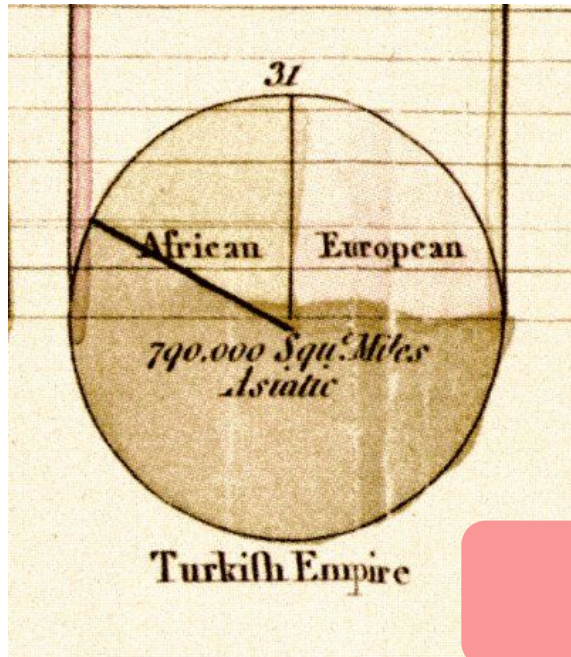 31
African European
790.000 Squ.ͤ Miles
Asiatic
Turkiſh Empire